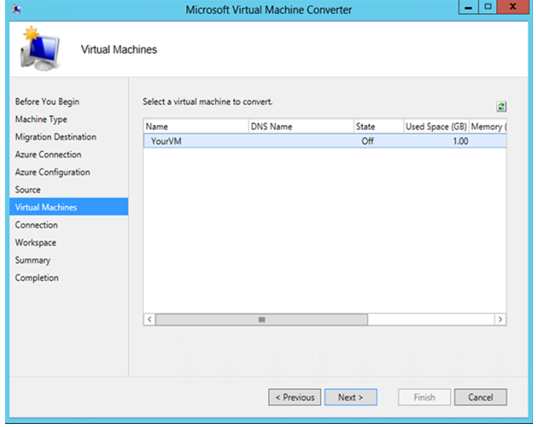 Microsoft Virtual Machine Converter
Virtual Machines
Before You Begin
Machine Type
Migration Destination
Azure Connection
Azure Configuration
Source
Virtual Machines
Connection
Workspace
Summary
Completion
Select a virtual machine to convert.
Name DNS Name State Used Space (GB) Memory (
YourVM Off 1.00
< Previous Next > Finish Cancel